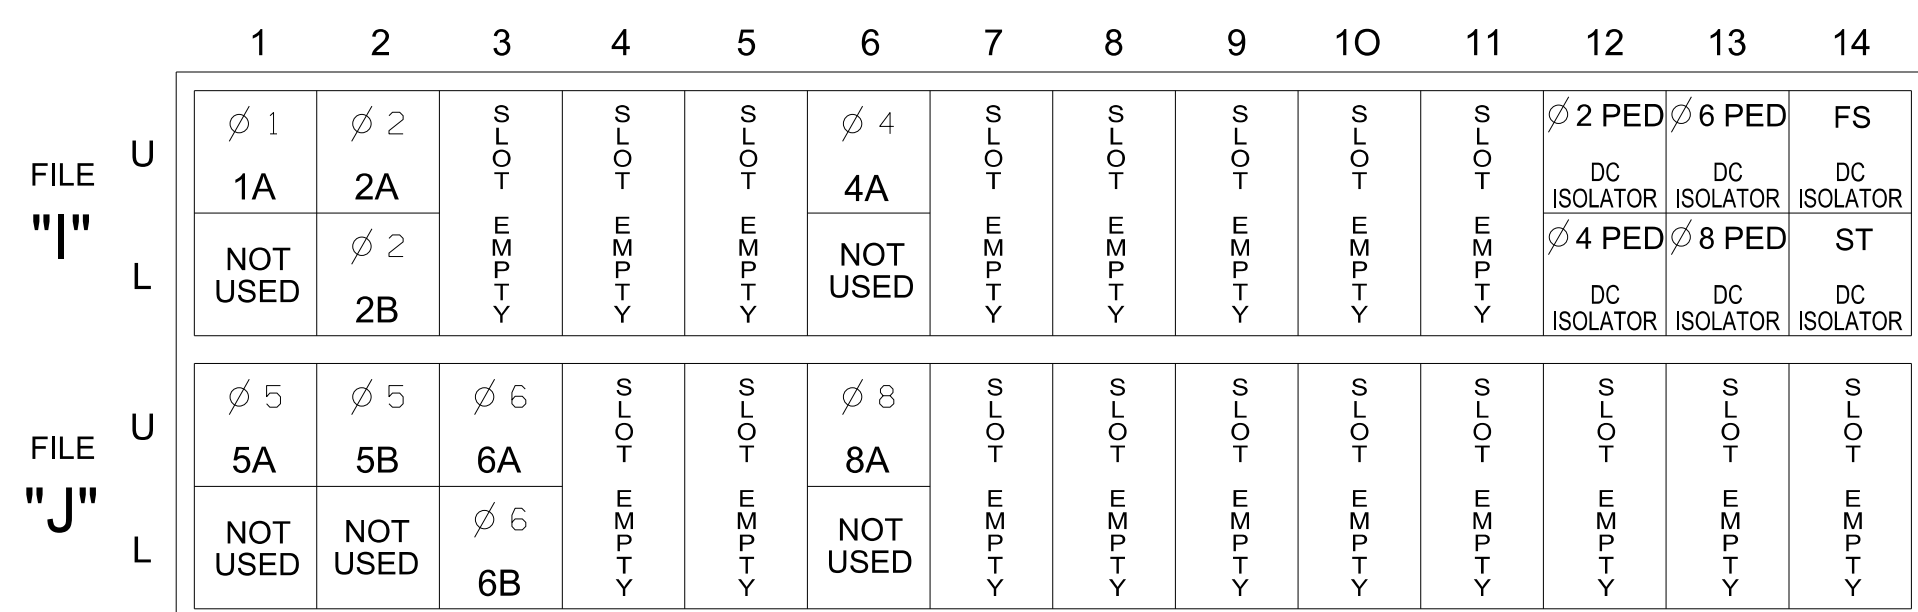 1 2 3 4 5 6 7 8 9 10 11 12 13 14
FILE "I"
U
L
Ø 1
1A
NOT
USED
Ø 2
2A
Ø 2
2B
SLOT EMPTY
SLOT EMPTY
SLOT EMPTY
Ø 4
4A
NOT
USED
SLOT EMPTY
SLOT EMPTY
SLOT EMPTY
SLOT EMPTY
SLOT EMPTY
Ø 2 PED
DC
ISOLATOR
Ø 4 PED
DC
ISOLATOR
Ø 6 PED
DC
ISOLATOR
Ø 8 PED
DC
ISOLATOR
FS
DC
ISOLATOR
ST
DC
ISOLATOR
FILE "J"
U
L
Ø 5
5A
NOT
USED
Ø 5
5B
NOT
USED
Ø 6
6A
Ø 6
6B
SLOT EMPTY
SLOT EMPTY
Ø 8
8A
NOT
USED
SLOT EMPTY
SLOT EMPTY
SLOT EMPTY
SLOT EMPTY
SLOT EMPTY
SLOT EMPTY
SLOT EMPTY
SLOT EMPTY